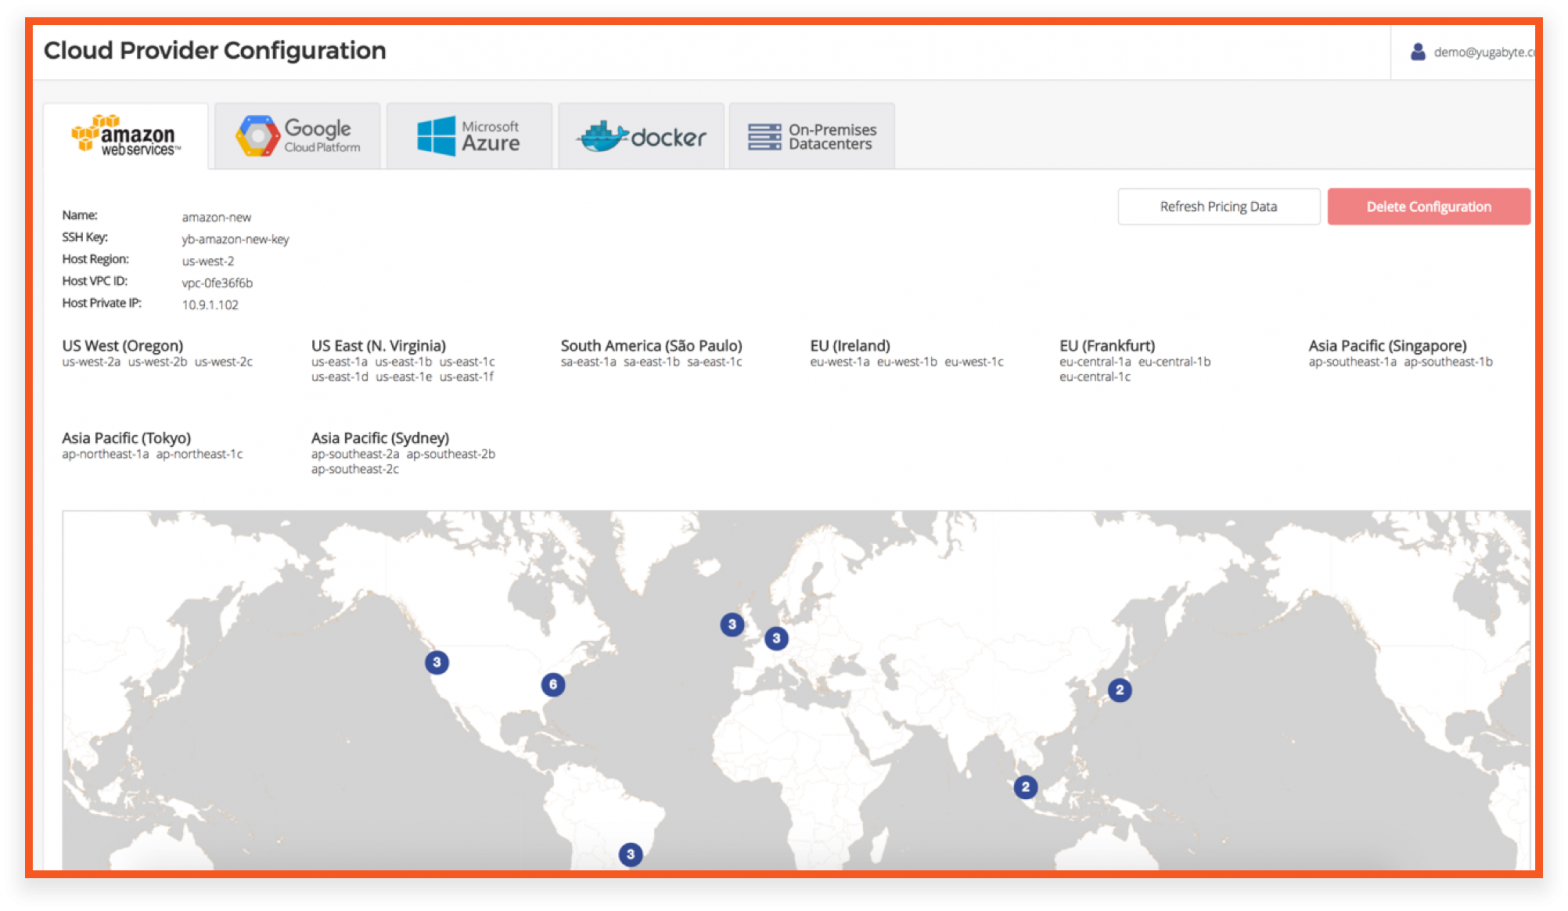 Cloud Provider Configuration
demo@yugabyte.c
amazon
web services™
Google
Cloud Platform
Microsoft
Azure
docker
On-Premises
Datacenters
Refresh Pricing Data
Delete Configuration
Name: amazon-new
SSH Key: yb-amazon-new-key
Host Region: us-west-2
Host VPC ID: vpc-0fe36f6b
Host Private IP: 10.9.1.102
US West (Oregon)
us-west-2a us-west-2b us-west-2c
US East (N. Virginia)
us-east-1a us-east-1b us-east-1c
us-east-1d us-east-1e us-east-1f
South America (São Paulo)
sa-east-1a sa-east-1b sa-east-1c
EU (Ireland)
eu-west-1a eu-west-1b eu-west-1c
EU (Frankfurt)
eu-central-1a eu-central-1b
eu-central-1c
Asia Pacific (Singapore)
ap-southeast-1a ap-southeast-1b
Asia Pacific (Tokyo)
ap-northeast-1a ap-northeast-1c
Asia Pacific (Sydney)
ap-southeast-2a ap-southeast-2b
ap-southeast-2c
3
3
3
6
2
2
3